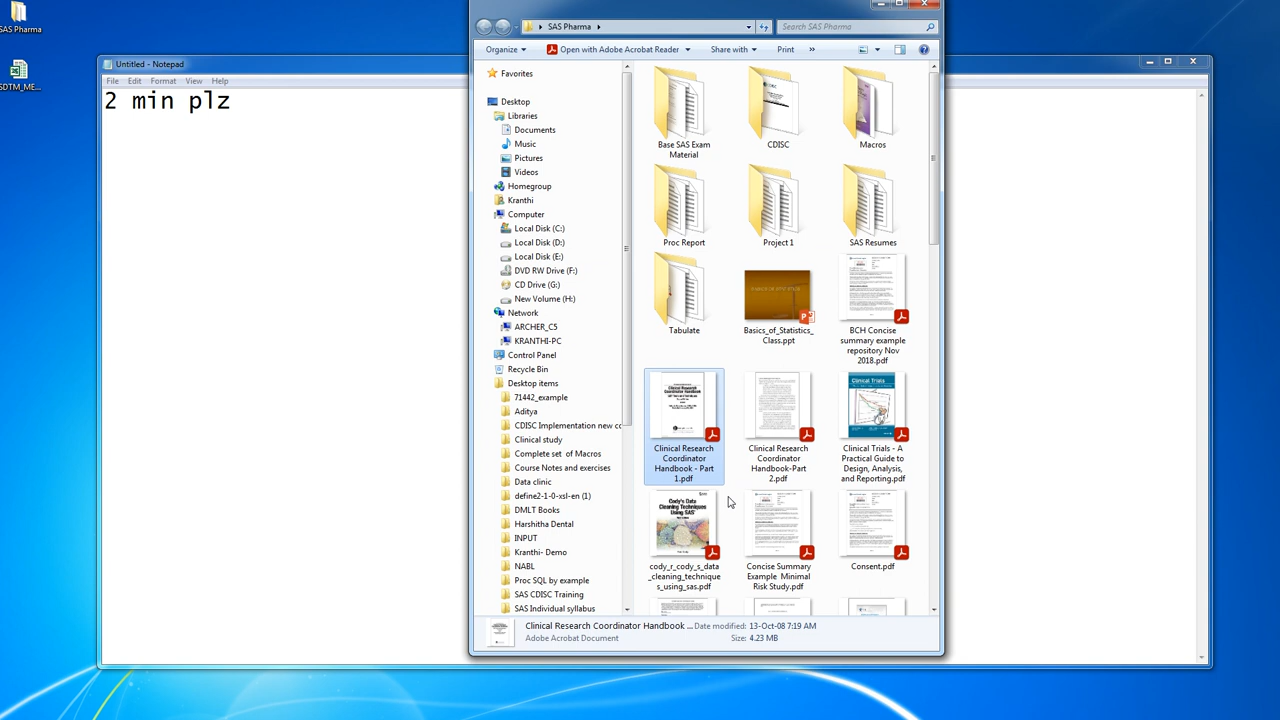 SAS Pharma
SDTM_ME...
Untitled - Notepad
File Edit Format View Help
2 min plz
SAS Pharma
Search SAS Pharma
Organize Open with Adobe Acrobat Reader Share with Print »
Favorites
Desktop
Libraries
Documents
Music
Pictures
Videos
Homegroup
Kranthi
Computer
Local Disk (C:)
Local Disk (D:)
Local Disk (E:)
DVD RW Drive (F:)
CD Drive (G:)
New Volume (H:)
Network
ARCHER_C5
KRANTHI-PC
Control Panel
Recycle Bin
Desktop items
71442_example
Aditya
CDISC Implementation new co
Clinical study
Complete set of Macros
Course Notes and exercises
Data clinic
define2-1-0-xsl-en (1)
DMLT Books
Harshitha Dental
INPUT
Kranthi- Demo
NABL
Proc SQL by example
SAS CDISC Training
SAS Individual syllabus
Base SAS Exam
Material
CDISC
Macros
Proc Report
Project 1
SAS Resumes
Tabulate
Basics_of_Statistics_
Class.ppt
BCH Concise
summary example
repository Nov
2018.pdf
Clinical Research
Coordinator
Handbook - Part
1.pdf
Clinical Research
Coordinator
Handbook-Part
2.pdf
Clinical Trials - A
Practical Guide to
Design, Analysis,
and Reporting.pdf
cody_r_cody_s_data
_cleaning_technique
s_using_sas.pdf
Concise Summary
Example Minimal
Risk Study.pdf
Consent.pdf
Clinical Research Coordinator Handbook ... Date modified: 13-Oct-08 7:19 AM
Adobe Acrobat Document Size: 4.23 MB